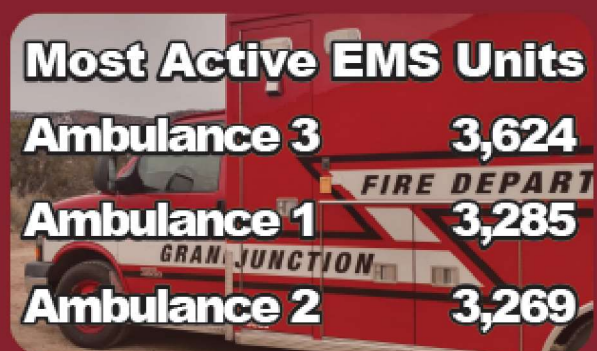 Most Active EMS Units
Ambulance 3 3,624
FIRE DEPART
Ambulance 1 3,285
GRAND JUNCTION
Ambulance 2 3,269